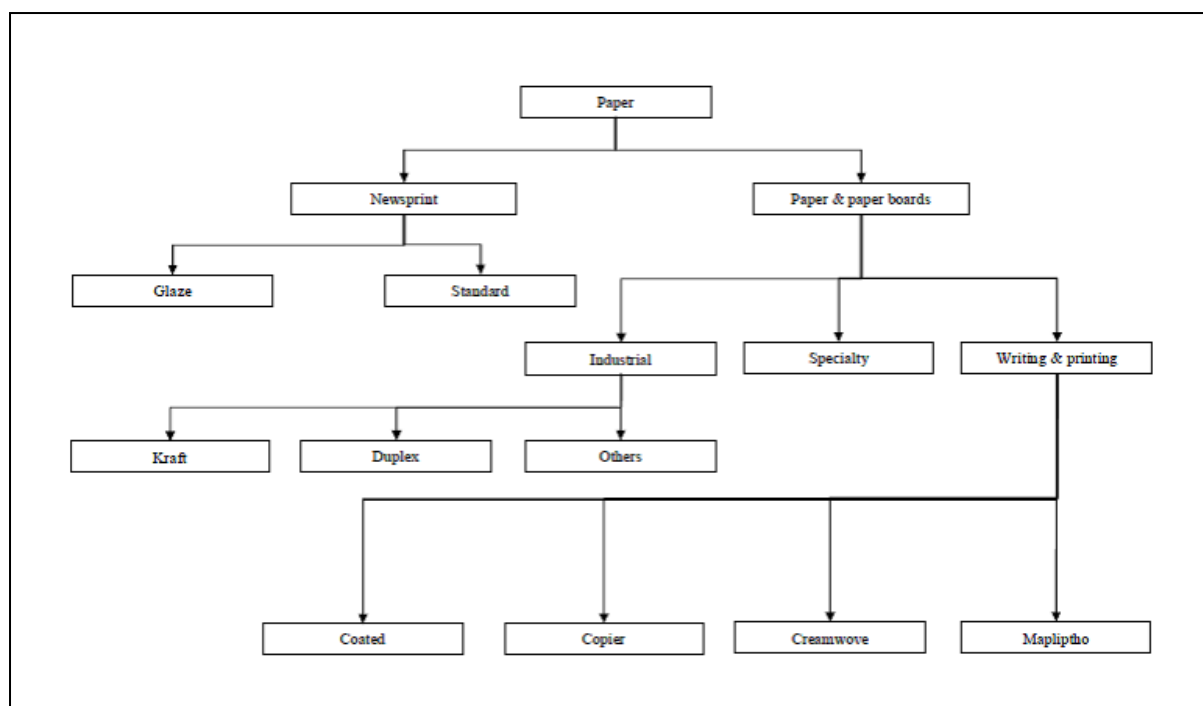 Paper
Newsprint
Paper & paper boards
Glaze
Standard
Industrial
Specialty
Writing & printing
Kraft
Duplex
Others
Coated
Copier
Creamwove
Mapliptho